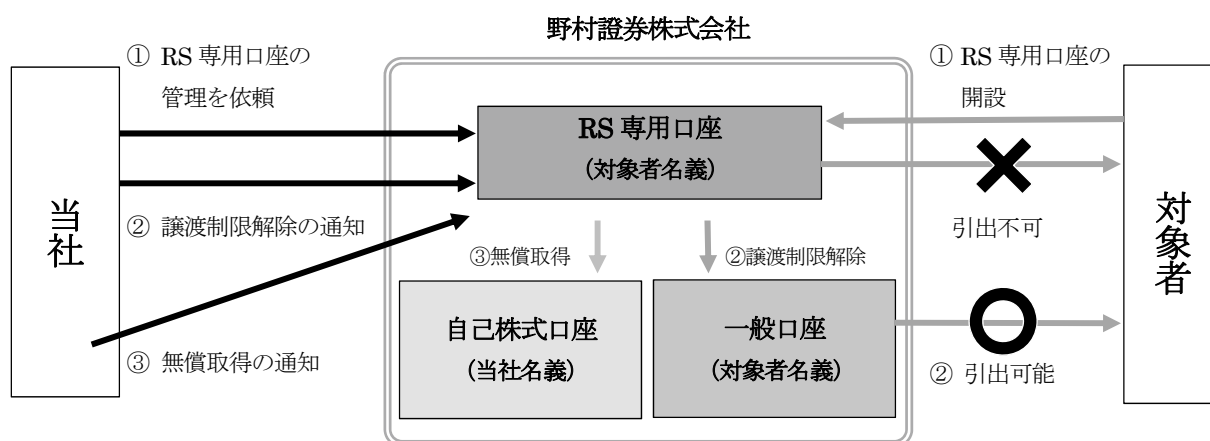 野村證券株式会社
① RS 専用口座の
管理を依頼
① RS 専用口座の
開設
RS 専用口座
(対象者名義)
当社
対象者
② 譲渡制限解除の通知
引出不可
③無償取得
②譲渡制限解除
自己株式口座
(当社名義)
一般口座
(対象者名義)
③ 無償取得の通知
② 引出可能